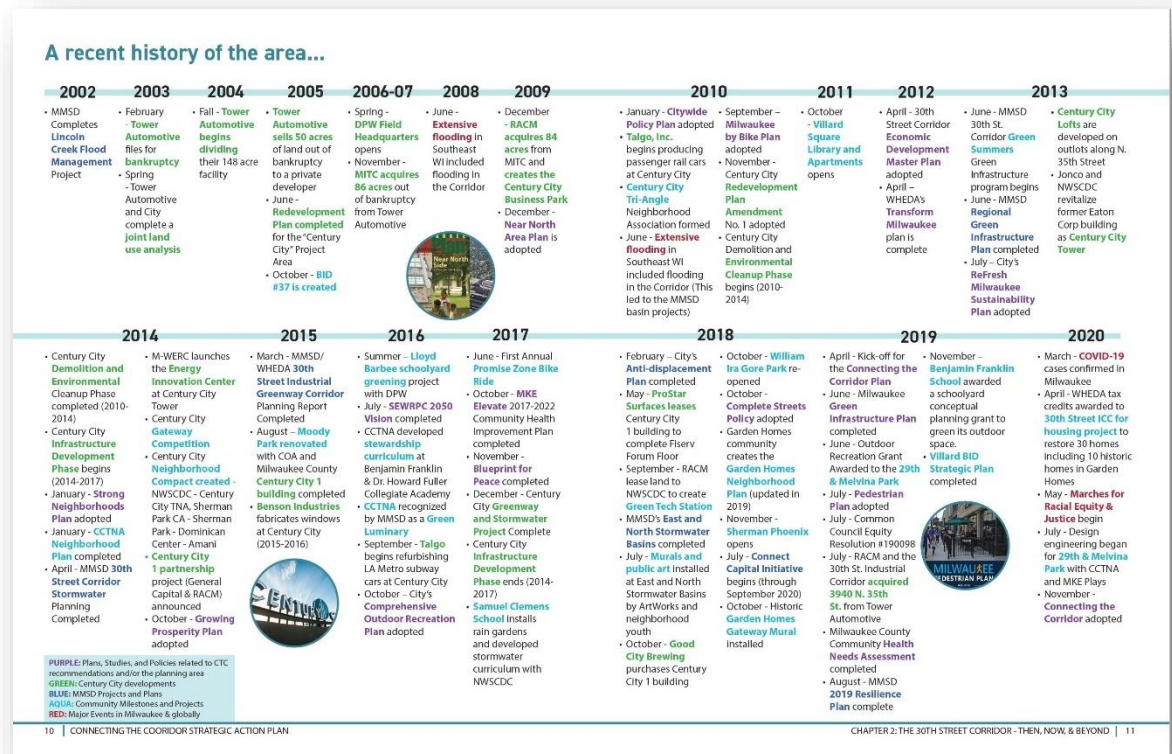 A recent history of the area...
2002
• MMSD
Completes
Lincoln
Creek Flood
Management
Project
2003
• February
- Tower
Automotive
files for
bankruptcy
• Spring
- Tower
Automotive
and City
complete a
joint land
use analysis
2004
• Fall - Tower
Automotive
begins
dividing
their 148 acre
facility
2005
• Tower
Automotive
sells 50 acres
of land out of
bankruptcy
to a private
developer
• June -
Redevelopment
Plan completed
for the "Century
City" Project
Area
• October - BID
#37 is created
2006-07
• Spring -
DPW Field
Headquarters
opens
• November -
MITC acquires
86 acres out
of bankruptcy
from Tower
Automotive
2008
• June -
Extensive
flooding in
Southeast
WI included
flooding in
the Corridor
Near North
Side
2009
• December
- RACM
acquires 84
acres from
MITC and
creates the
Century City
Business Park
• December -
Near North
Area Plan is
adopted
2010
• January - Citywide
Policy Plan adopted
• Talgo, Inc.
begins producing
passenger rail cars
at Century City
• Century City
Tri-Angle
Neighborhood
Association formed
• June - Extensive
flooding in
Southeast WI
included flooding
in the Corridor (This
led to the MMSD
basin projects)
• September –
Milwaukee
by Bike Plan
adopted
• November -
Century City
Redevelopment
Plan
Amendment
No. 1 adopted
• Century City
Demolition and
Environmental
Cleanup Phase
begins (2010-
2014)
2011
• October
- Villard
Square
Library and
Apartments
opens
2012
• April - 30th
Street Corridor
Economic
Development
Master Plan
adopted
• April –
WHEDA's
Transform
Milwaukee
plan is
complete
2013
• June - MMSD
30th St.
Corridor Green
Summers
Green
Infrastructure
program begins
• June - MMSD
Regional
Green
Infrastructure
Plan completed
• July – City's
ReFresh
Milwaukee
Sustainability
Plan adopted
• Century City
Lofts are
developed on
outlots along N.
35th Street
• Jonco and
NWSCDC
revitalize
former Eaton
Corp building
as Century City
Tower
2014
• Century City
Demolition and
Environmental
Cleanup Phase
completed (2010-
2014)
• Century City
Infrastructure
Development
Phase begins
(2014-2017)
• January - Strong
Neighborhoods
Plan adopted
• January - CCTNA
Neighborhood
Plan completed
• April - MMSD 30th
Street Corridor
Stormwater
Planning
Completed
• M-WERC launches
the Energy
Innovation Center
at Century City
Tower
• Century City
Gateway
Competition
• Century City
Neighborhood
Compact created -
NWSCDC - Century
City TNA, Sherman
Park CA - Sherman
Park - Dominican
Center - Amani
• Century City
1 partnership
project (General
Capital & RACM)
announced
• October - Growing
Prosperity Plan
adopted
2015
• March - MMSD/
WHEDA 30th
Street Industrial
Greenway Corridor
Planning Report
Completed
• August – Moody
Park renovated
with COA and
Milwaukee County
• Century City 1
building completed
• Benson Industries
fabricates windows
at Century City
(2015-2016)
2016
• Summer – Lloyd
Barbee schoolyard
greening project
with DPW
• July - SEWRPC 2050
Vision completed
• CCTNA developed
stewardship
curriculum at
Benjamin Franklin
& Dr. Howard Fuller
Collegiate Academy
• CCTNA recognized
by MMSD as a Green
Luminary
• September - Talgo
begins refurbishing
LA Metro subway
cars at Century City
• October – City's
Comprehensive
Outdoor Recreation
Plan adopted
2017
• June - First Annual
Promise Zone Bike
Ride
• October - MKE
Elevate 2017-2022
Community Health
Improvement Plan
completed
• November -
Blueprint for
Peace completed
• December - Century
City Greenway
and Stormwater
Project Complete
• Century City
Infrastructure
Development
Phase ends (2014-
2017)
• Samuel Clemens
School installs
rain gardens
and developed
stormwater
curriculum with
NWSCDC
2018
• February – City's
Anti-displacement
Plan completed
• May - ProStar
Surfaces leases
Century City
1 building to
complete Fiserv
Forum Floor
• September - RACM
lease land to
NWSCDC to create
Green Tech Station
• MMSD's East and
North Stormwater
Basins completed
• July - Murals and
public art installed
at East and North
Stormwater Basins
by ArtWorks and
neighborhood
youth
• October - Good
City Brewing
purchases Century
City 1 building
• October - William
Ira Gore Park re-
opened
• October -
Complete Streets
Policy adopted
• Garden Homes
community
creates the
Garden Homes
Neighborhood
Plan (updated in
2019)
• November -
Sherman Phoenix
opens
• July - Connect
Capital Initiative
begins (through
September 2020)
• October - Historic
Garden Homes
Gateway Mural
installed
2019
• April - Kick-off for
the Connecting the
Corridor Plan
• June - Milwaukee
Green
Infrastructure Plan
completed
• June - Outdoor
Recreation Grant
Awarded to the 29th
& Melvina Park
• July - Pedestrian
Plan adopted
• July - Common
Council Equity
Resolution #190098
• July - RACM and the
30th St. Industrial
Corridor acquired
3940 N. 35th
St. from Tower
Automotive
• Milwaukee County
Community Health
Needs Assessment
completed
• August - MMSD
2019 Resilience
Plan complete
• November –
Benjamin Franklin
School awarded
a schoolyard
conceptual
planning grant to
green its outdoor
space.
• Villard BID
Strategic Plan
completed
MILWAUKEE
PEDESTRIAN PLAN
2020
• March - COVID-19
cases confirmed in
Milwaukee
• April - WHEDA tax
credits awarded to
30th Street ICC for
housing project to
restore 30 homes
including 10 historic
homes in Garden
Homes
• May - Marches for
Racial Equity &
Justice begin
• July - Design
engineering began
for 29th & Melvina
Park with CCTNA
and MKE Plays
• November -
Connecting the
Corridor adopted
PURPLE: Plans, Studies, and Policies related to CTC
recommendations and/or the planning area
GREEN: Century City developments
BLUE: MMSD Projects and Plans
AQUA: Community Milestones and Projects
RED: Major Events in Milwaukee & globally
10 | CONNECTING THE COORIDOR STRATEGIC ACTION PLAN
CHAPTER 2: THE 30TH STREET CORRIDOR - THEN, NOW, & BEYOND | 11